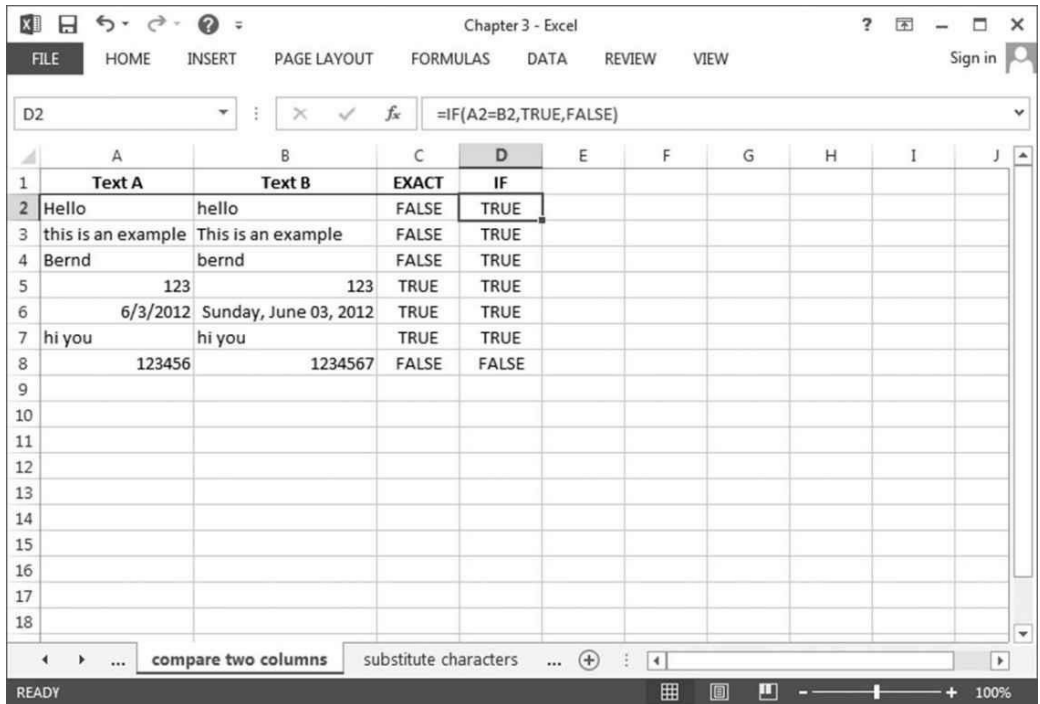 Chapter 3 - Excel
?
FILE HOME INSERT PAGE LAYOUT FORMULAS DATA REVIEW VIEW Sign in
D2 fx =IF(A2=B2,TRUE,FALSE)
A B C D E F G H I J
1 Text A Text B EXACT IF
2 Hello hello FALSE TRUE
3 this is an example This is an example FALSE TRUE
4 Bernd bernd FALSE TRUE
5 123 123 TRUE TRUE
6 6/3/2012 Sunday, June 03, 2012 TRUE TRUE
7 hi you hi you TRUE TRUE
8 123456 1234567 FALSE FALSE
9
10
11
12
13
14
15
16
17
18
... compare two columns substitute characters ...
READY 100%